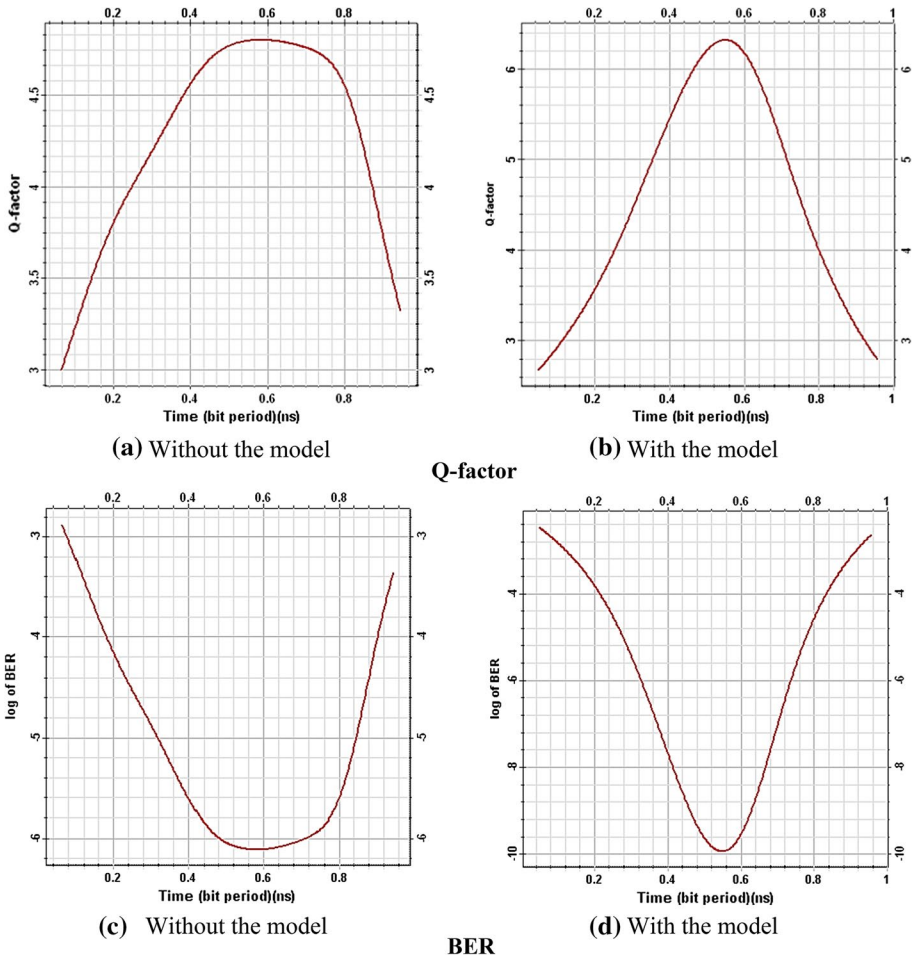 0.2 0.4 0.6 0.8
0.2 0.4 0.6 0.8 1
4.5 4.5
6 6
Q-factor
4 4
Q-factor
5 5
3.5 3.5
4 4
3 3
3 3
0.2 0.4 0.6 0.8
0.2 0.4 0.6 0.8 1
Time (bit period)(ns)
Time (bit period)(ns)
(a) Without the model
(b) With the model
Q-factor
0.2 0.4 0.6 0.8
0.2 0.4 0.6 0.8 1
-3 -3
-4 -4
log of BER
-4 -4
-5 -5
log of BER
-6 -6
-6 -6
-8 -8
-10 -10
0.2 0.4 0.6 0.8
0.2 0.4 0.6 0.8 1
Time (bit period)(ns)
Time (bit period)(ns)
(c) Without the model
(d) With the model
BER